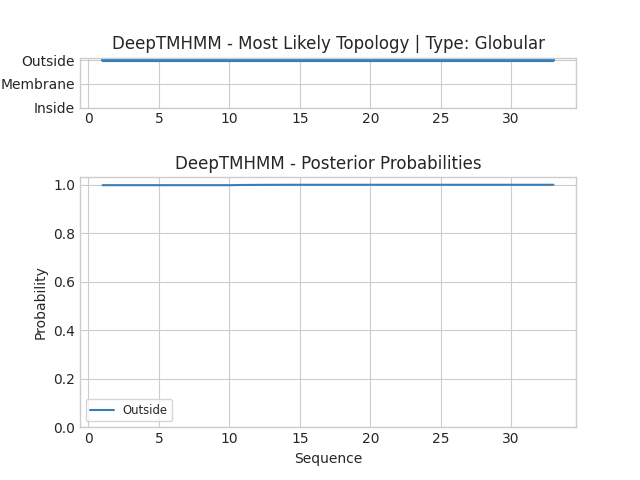 DeepTMHMM - Most Likely Topology | Type: Globular
Outside
Membrane
Inside
0 5 10 15 20 25 30
DeepTMHMM - Posterior Probabilities
1.0
0.8
0.6
0.4
0.2
0.0
Probability
Outside
0 5 10 15 20 25 30
Sequence